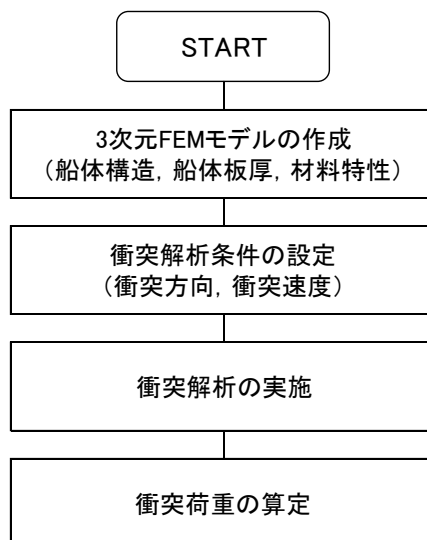 START
3次元FEMモデルの作成
（船体構造，船体板厚，材料特性）
衝突解析条件の設定
（衝突方向，衝突速度）
衝突解析の実施
衝突荷重の算定